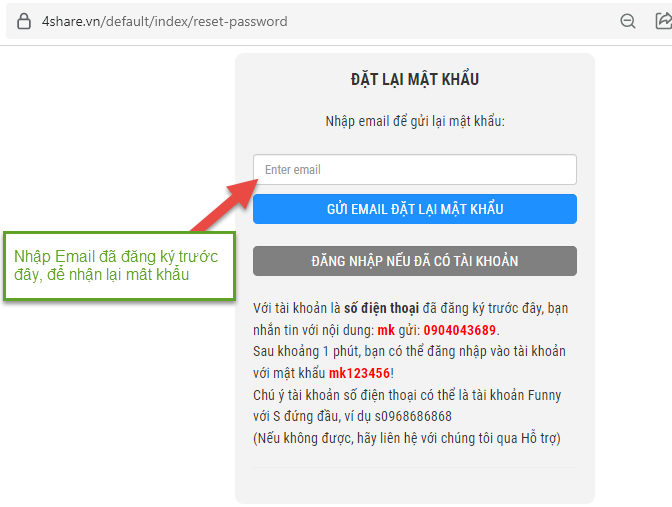 4share.vn/default/index/reset-password
ĐẶT LẠI MẬT KHẨU
Nhập email để gửi lại mật khẩu:
Enter email
GỬI EMAIL ĐẶT LẠI MẬT KHẨU
Nhập Email đã đăng ký trước
đây, để nhận lại mật khẩu
ĐĂNG NHẬP NẾU ĐÃ CÓ TÀI KHOẢN
Với tài khoản là số điện thoại đã đăng ký trước đây, bạn
nhắn tin với nội dung: mk gửi: 0904043689.
Sau khoảng 1 phút, bạn có thể đăng nhập vào tài khoản
với mật khẩu mk123456!
Chú ý tài khoản số điện thoại có thể là tài khoản Funny
với S đứng đầu, ví dụ s0968686868
(Nếu không được, hãy liên hệ với chúng tôi qua Hỗ trợ)